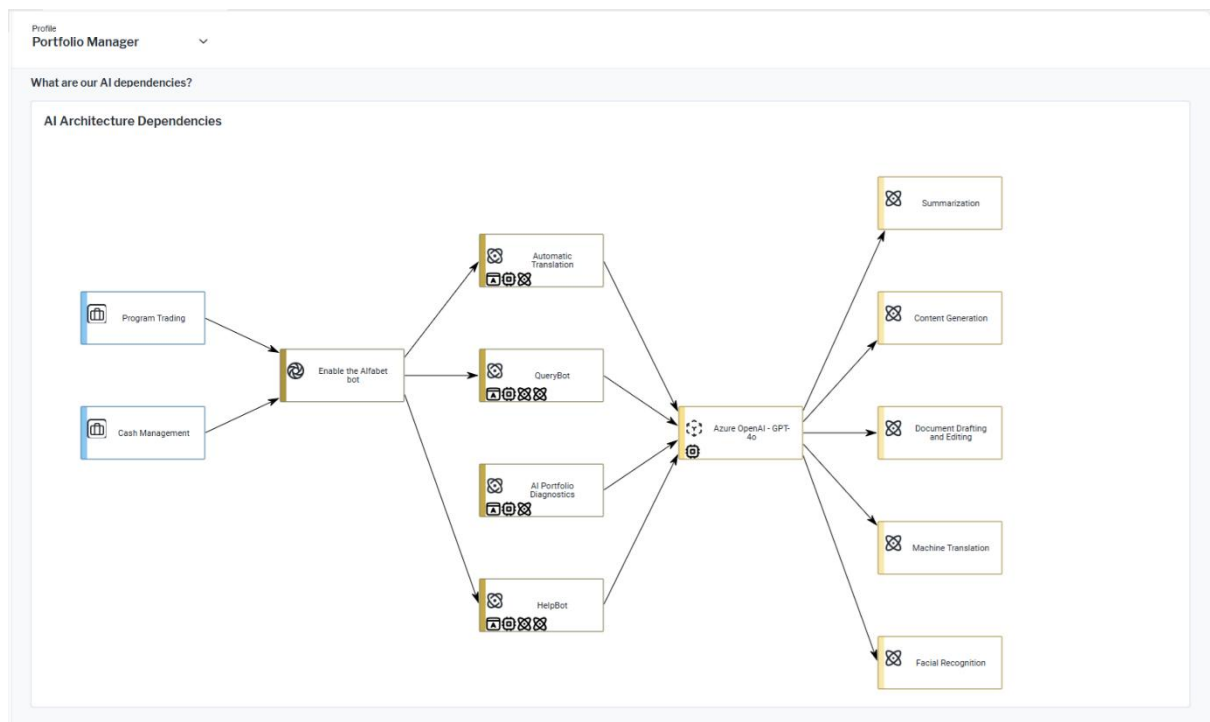 Profile
Portfolio Manager
What are our AI dependencies?
AI Architecture Dependencies
Program Trading
Cash Management
Enable the Alfabet
bot
Automatic
Translation
QueryBot
AI Portfolio
Diagnostics
HelpBot
Azure OpenAI - GPT-
4o
Summarization
Content Generation
Document Drafting
and Editing
Machine Translation
Facial Recognition